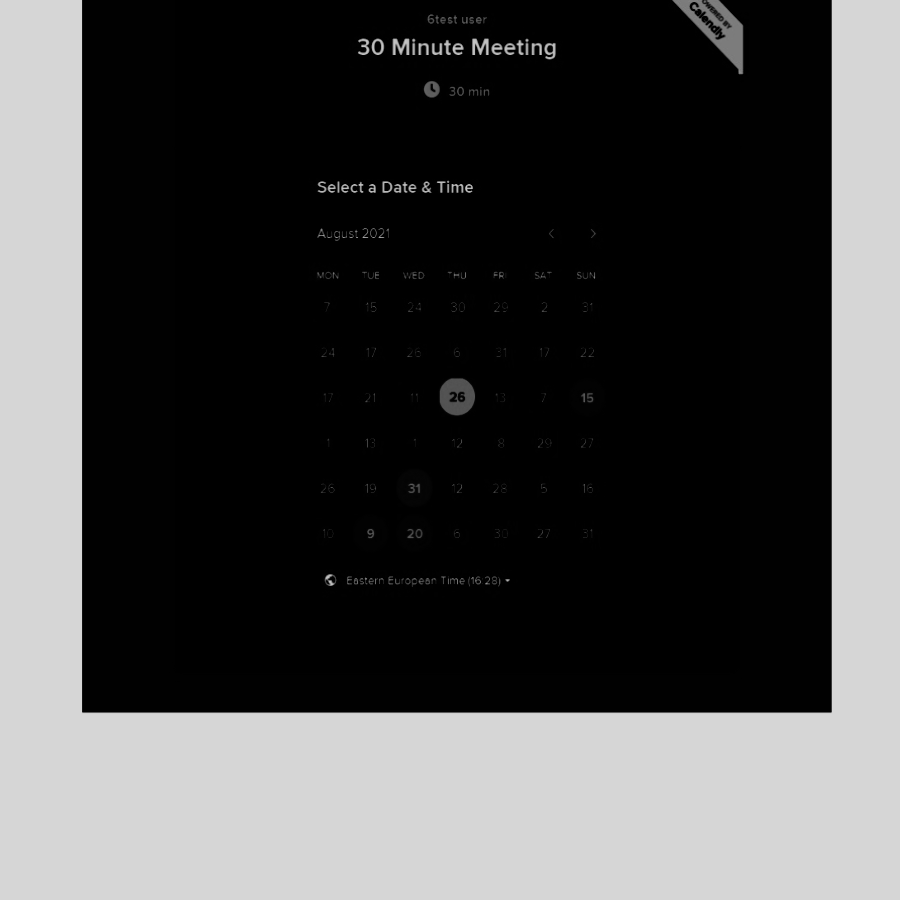 6test user
POWERED BY
Calendly
30 Minute Meeting
30 min
Select a Date & Time
August 2021
MON TUE WED THU FRI SAT SUN
7 15 24 30 29 2 31
24 17 26 6 31 17 22
17 21 11 26 13 7 15
1 13 1 12 8 29 27
26 19 31 12 28 5 16
10 9 20 6 30 27 31
Eastern European Time (16:28)